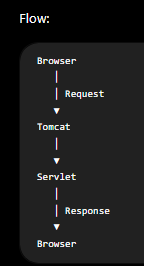 Flow:
Browser
│
│ Request
▼
Tomcat
│
▼
Servlet
│
│ Response
▼
Browser